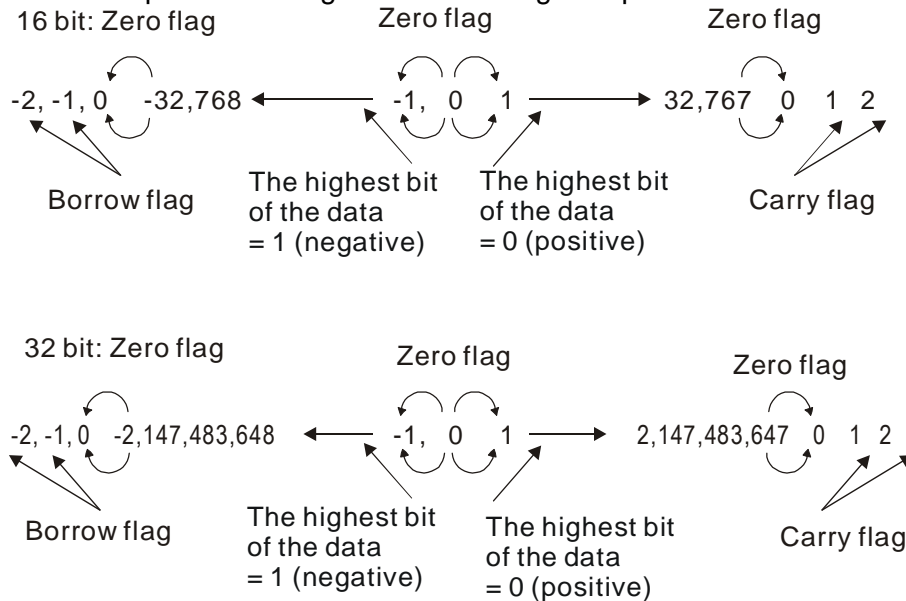 16 bit: Zero flag Zero flag Zero flag
-2, -1, 0 -32,768 -1, 0 1 32,767 0 1 2
Borrow flag
The highest bit
of the data
= 1 (negative)
The highest bit
of the data
= 0 (positive)
Carry flag
32 bit: Zero flag Zero flag Zero flag
-2, -1, 0 -2,147,483,648 -1, 0 1 2,147,483,647 0 1 2
Borrow flag
The highest bit
of the data
= 1 (negative)
The highest bit
of the data
= 0 (positive)
Carry flag